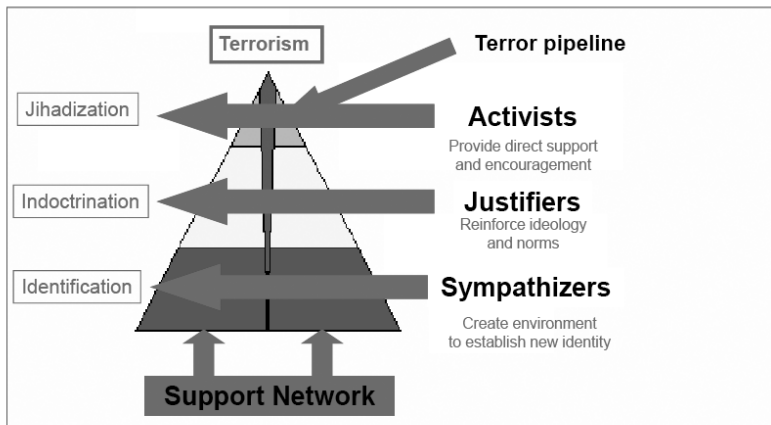 Terrorism
Terror pipeline
Jihadization
Activists
Provide direct support
and encouragement
Indoctrination
Justifiers
Reinforce ideology
and norms
Identification
Sympathizers
Create environment
to establish new identity
Support Network